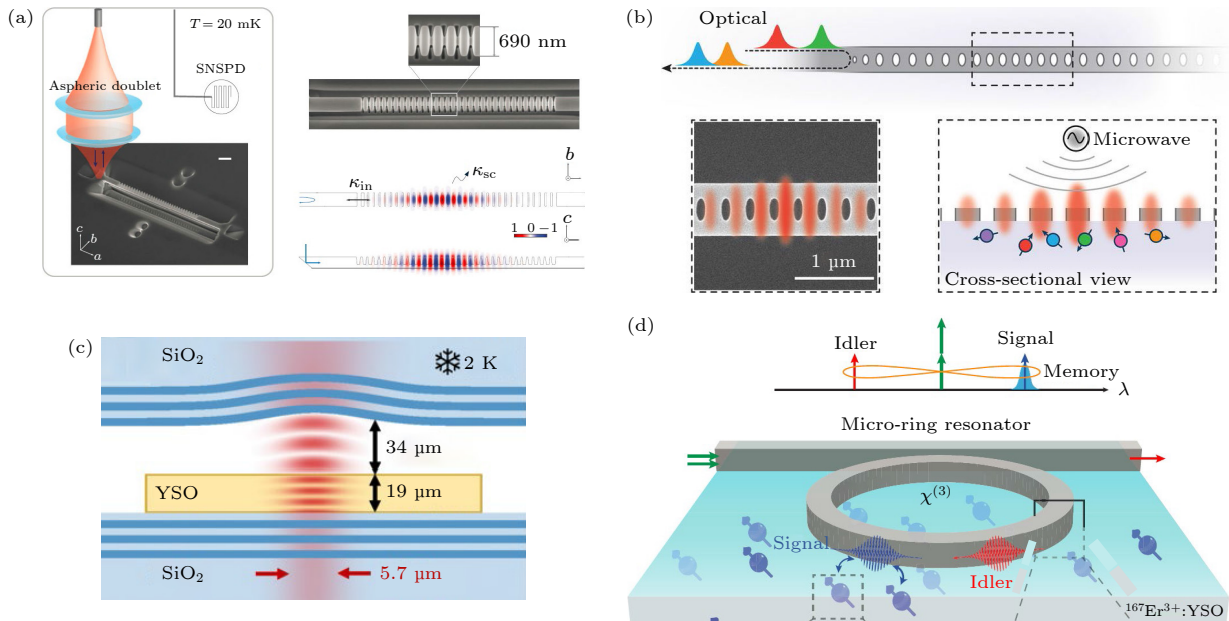 (a)
T = 20 mK
SNSPD
Aspheric doublet
c
b
a
690 nm
κin
κsc
b
1 0 −1
c
(b)
Optical
1 µm
Microwave
Cross-sectional view
(c)
SiO₂
2 K
34 µm
YSO
19 µm
SiO₂
5.7 µm
(d)
Idler
Signal
Memory
λ
Micro-ring resonator
χ⁽³⁾
Signal
Idler
¹⁶⁷Er³⁺:YSO